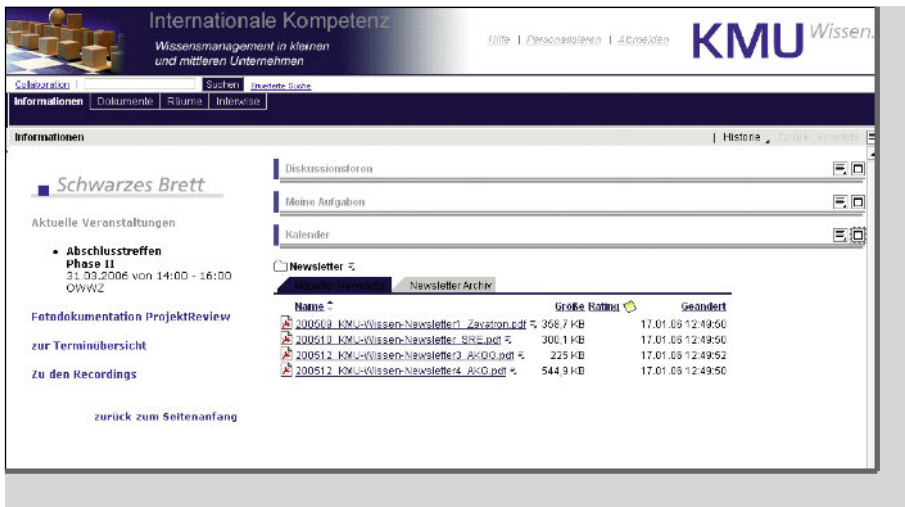 Internationale Kompetenz
Wissensmanagement in kleinen
und mittleren Unternehmen
Hilfe | Personalisieren | Abmelden
KMU Wissen.
Collaboration | Suchen Erweiterte Suche
Informationen | Dokumente | Räume | Interwise
Informationen | Historie Zurück Vorwärts
Schwarzes Brett
Aktuelle Veranstaltungen
• Abschlusstreffen
Phase II
31.03.2006 von 14:00 - 16:00
OWWZ
Fotodokumentation ProjektReview
zur Terminübersicht
Zu den Recordings
zurück zum Seitenanfang
Diskussionsforen
Meine Aufgaben
Kalender
Newsletter
Aktueller Newsletter Newsletter Archiv
Name Größe Rating Geändert
200509_KMU-Wissen-Newsletter1_Zavatron.pdf 358,7 KB 17.01.06 12:49:50
200510_KMU-Wissen-Newsletter_SRE.pdf 300,1 KB 17.01.06 12:49:50
200512_KMU-Wissen-Newsletter3_AKGG.pdf 225 KB 17.01.06 12:49:52
200512_KMU-Wissen-Newsletter4_AKG.pdf 544,9 KB 17.01.06 12:49:50